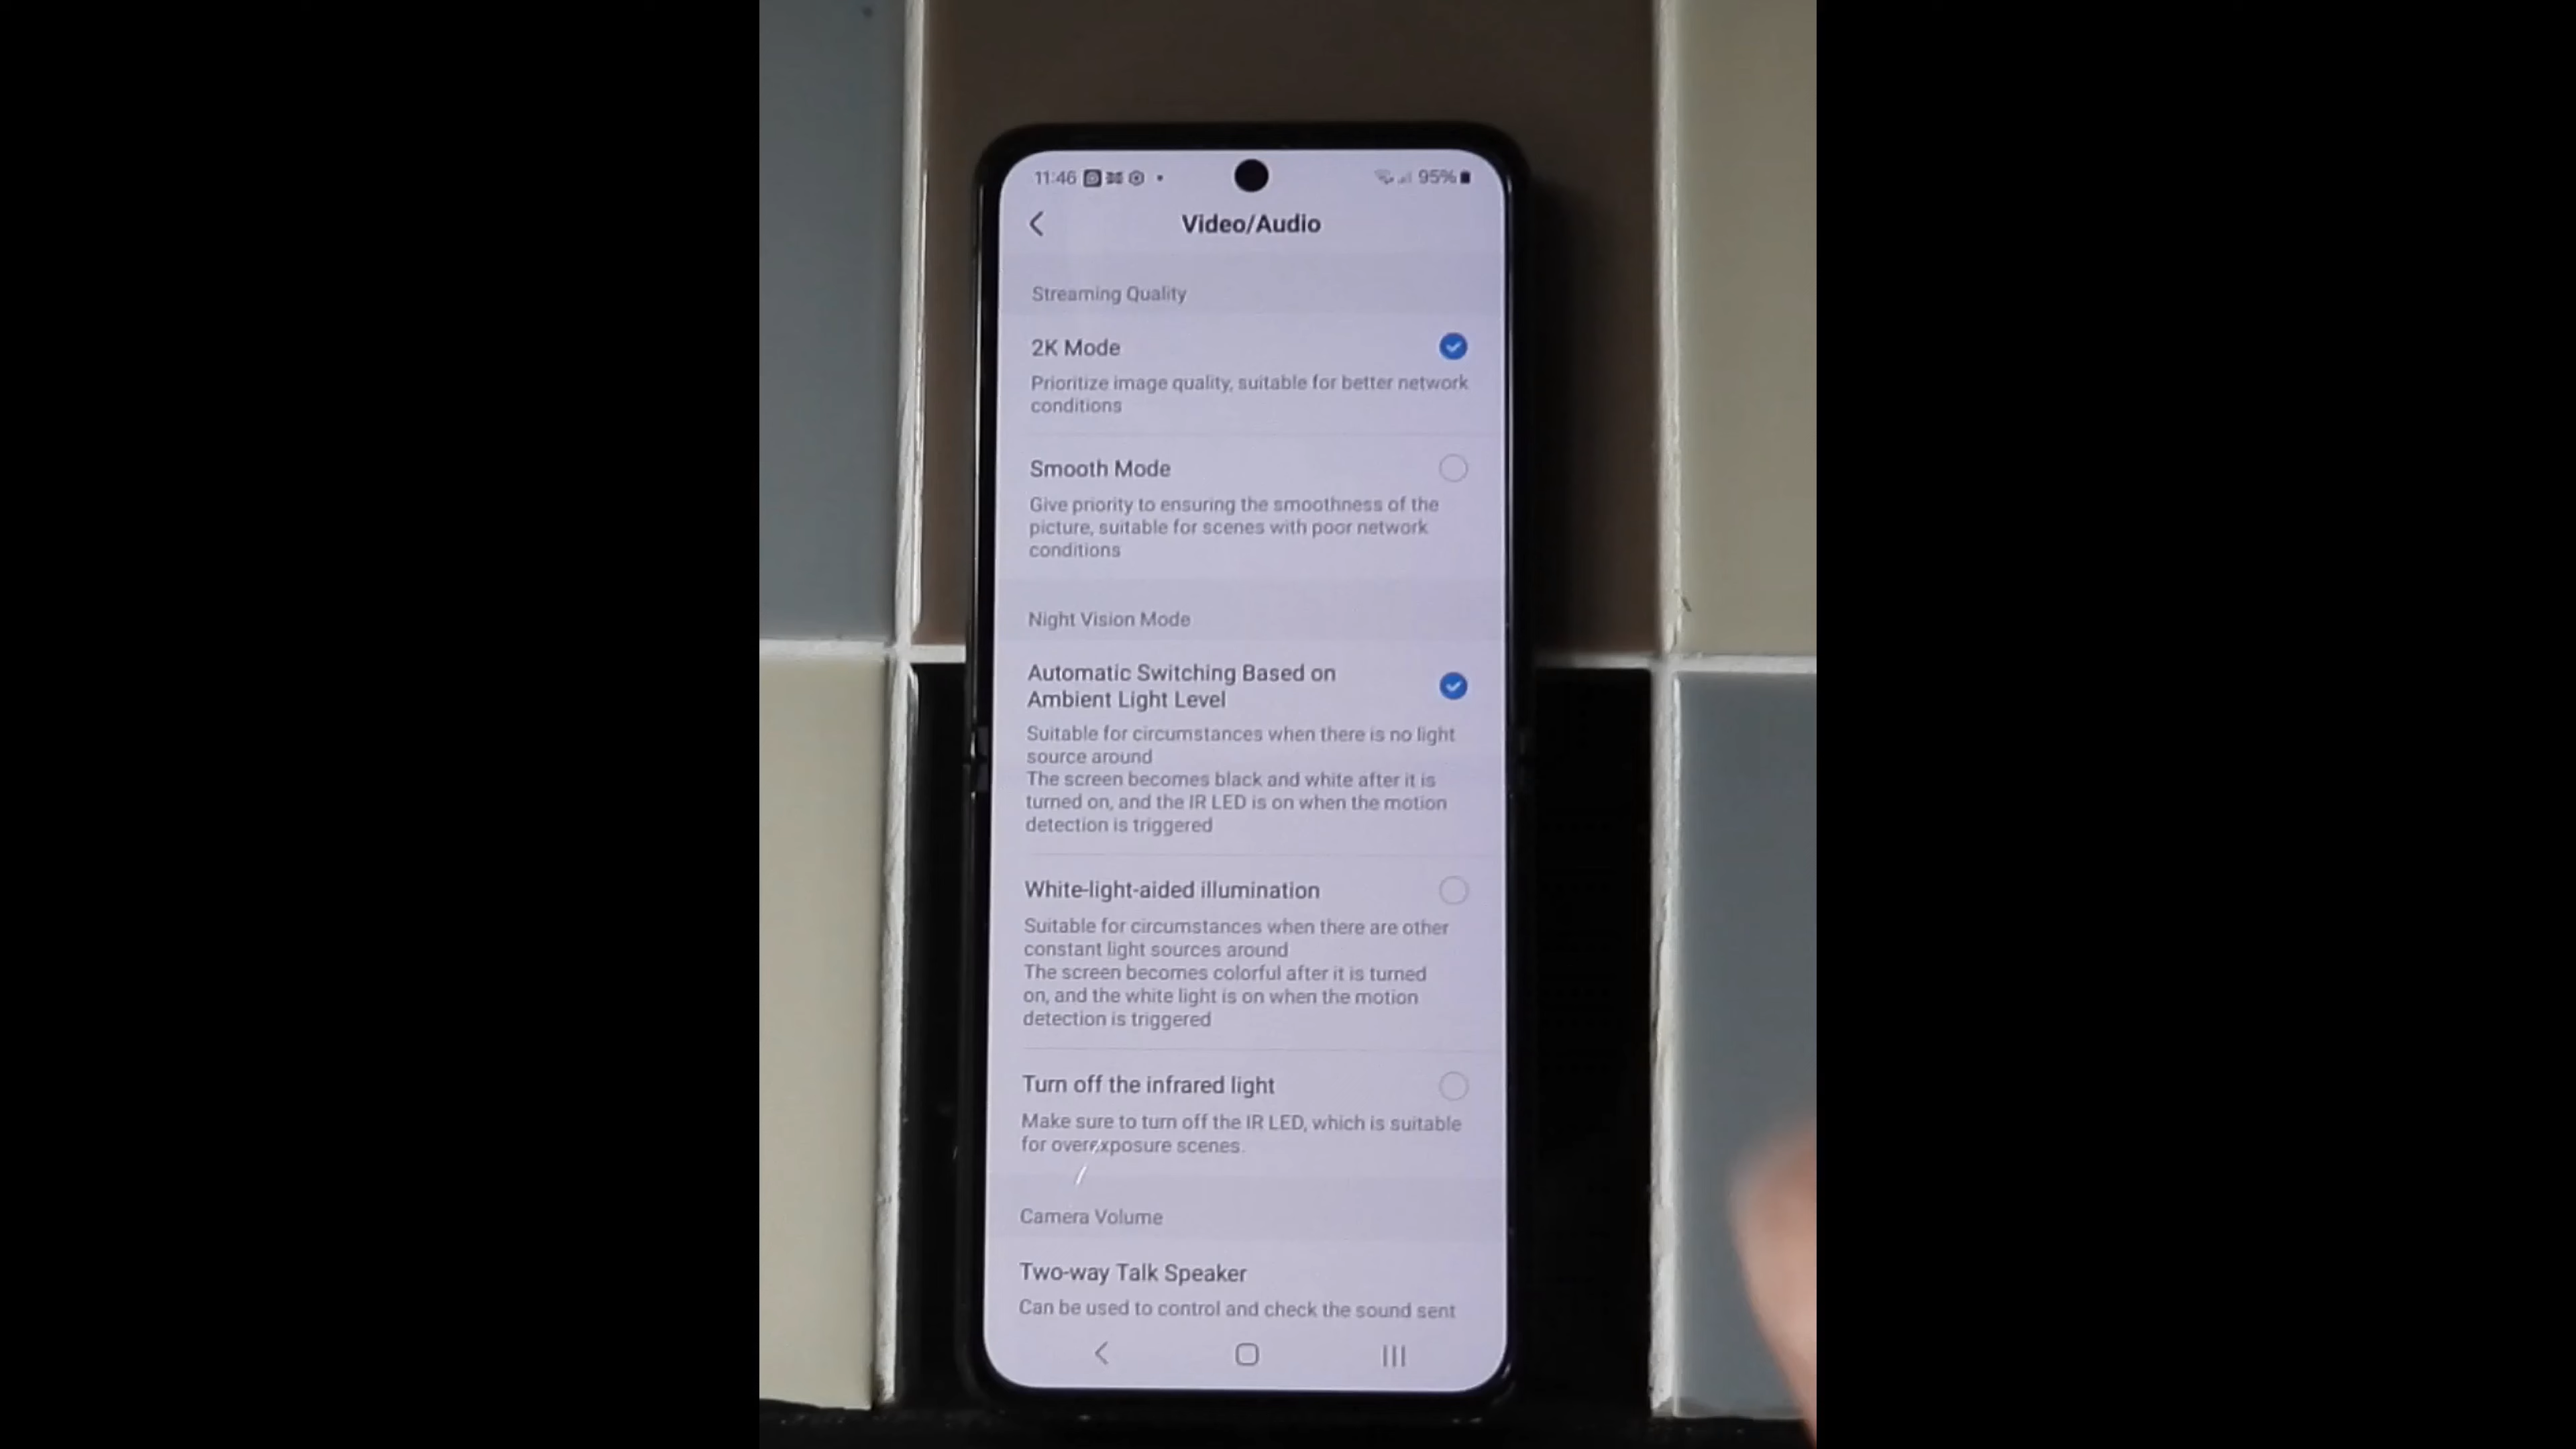 11:46
95%
Video/Audio
Streaming Quality
2K Mode
Prioritize image quality, suitable for better network
conditions
Smooth Mode
Give priority to ensuring the smoothness of the
picture, suitable for scenes with poor network
conditions
Night Vision Mode
Automatic Switching Based on
Ambient Light Level
Suitable for circumstances when there is no light
source around
The screen becomes black and white after it is
turned on, and the IR LED is on when the motion
detection is triggered
White-light-aided illumination
Suitable for circumstances when there are other
constant light sources around
The screen becomes colorful after it is turned
on, and the white light is on when the motion
detection is triggered
Turn off the infrared light
Make sure to turn off the IR LED, which is suitable
for overexposure scenes.
Camera Volume
Two-way Talk Speaker
Can be used to control and check the sound sent